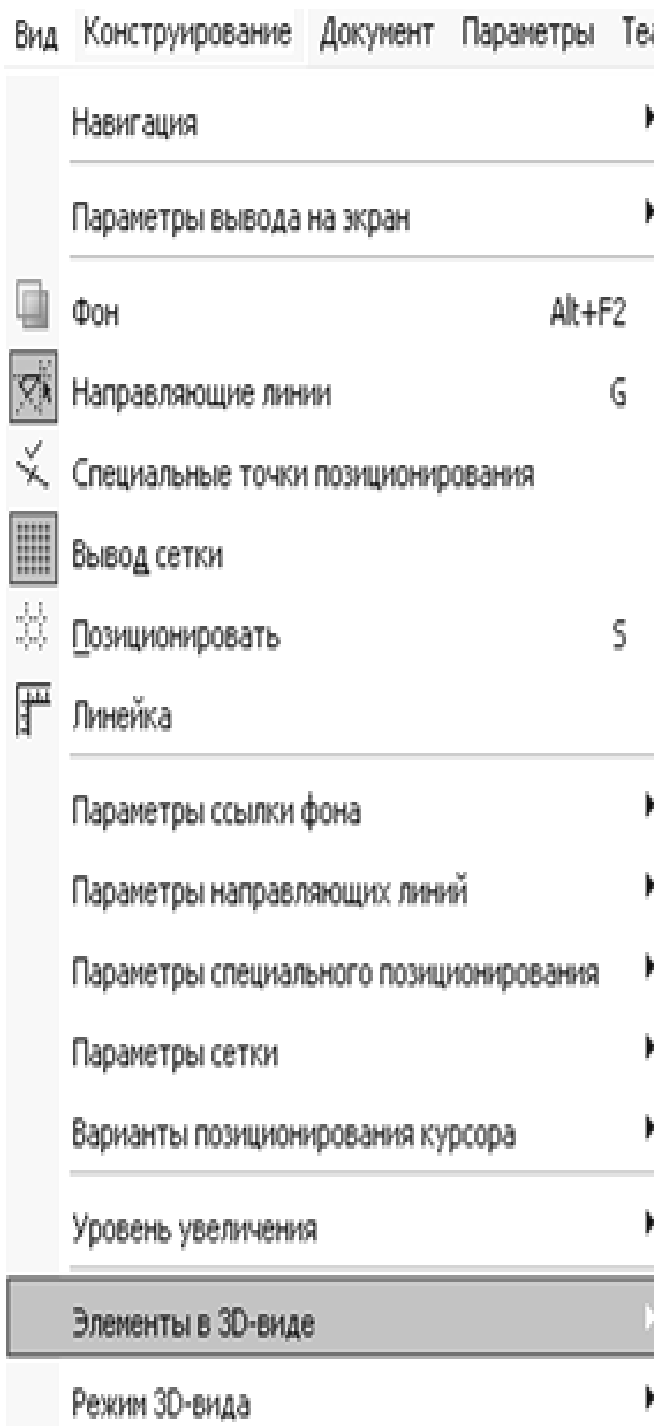 Вид Конструирование Документ Параметры Tea
Навигация
Параметры вывода на экран
Фон Alt+F2
Направляющие линии G
Специальные точки позиционирования
Вывод сетки
Позиционировать S
Линейка
Параметры ссылки фона
Параметры направляющих линий
Параметры специального позиционирования
Параметры сетки
Варианты позиционирования курсора
Уровень увеличения
Элементы в 3D-виде
Режим 3D-вида